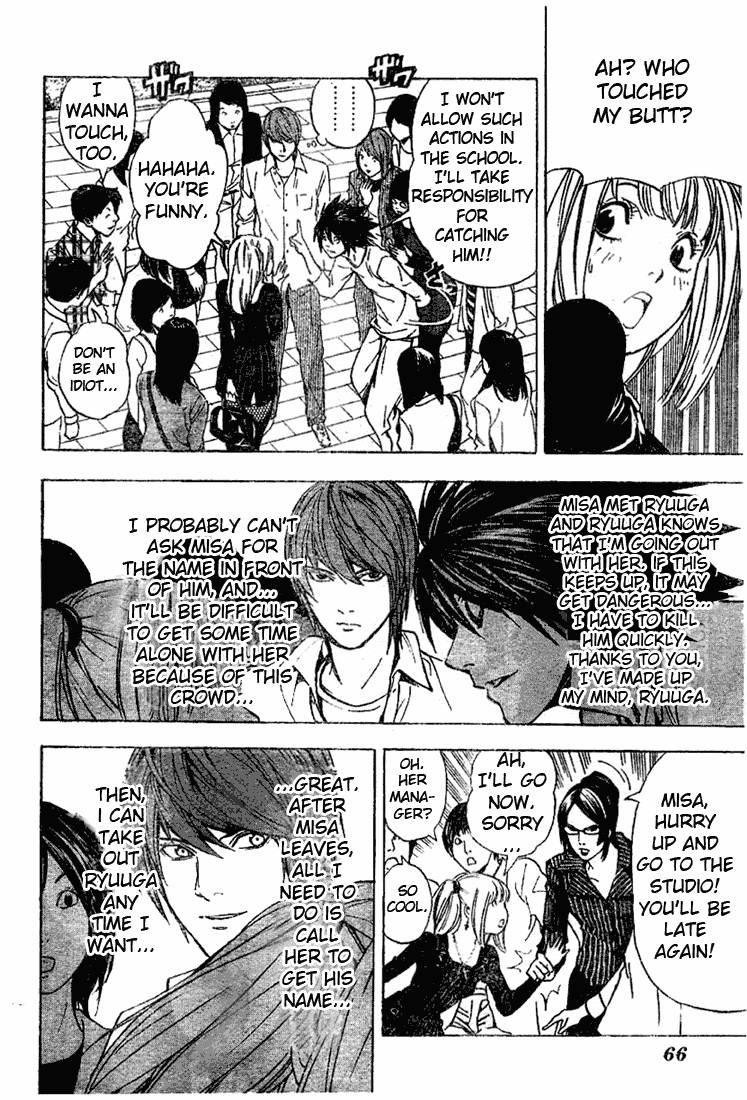 AH? WHO
TOUCHED
MY BUTT?
ザワ
I WON'T
ALLOW SUCH
ACTIONS IN
THE SCHOOL.
I'LL TAKE
RESPONSIBILITY
FOR
CATCHING
HIM!!
......
......
ザワ
HAHAHA.
YOU'RE
FUNNY.
I
WANNA
TOUCH,
TOO.
DON'T
BE AN
IDIOT...
MISA MET RYUUGA
AND RYUUGA KNOWS
THAT I'M GOING OUT
WITH HER. IF THIS
KEEPS UP, IT MAY
GET DANGEROUS...
I HAVE TO KILL
HIM QUICKLY.
THANKS TO YOU,
I'VE MADE UP
MY MIND, RYUUGA.
I PROBABLY CAN'T
ASK MISA FOR
THE NAME IN FRONT
OF HIM, AND...
IT'LL BE DIFFICULT
TO GET SOME TIME
ALONE WITH HER
BECAUSE OF THIS
CROWD...
MISA,
HURRY
UP AND
GO TO THE
STUDIO!
YOU'LL BE
LATE
AGAIN!
AH,
I'LL GO
NOW.
SORRY
...
OH.
HER
MANA-
GER?
SO
COOL.
...GREAT.
AFTER
MISA
LEAVES,
ALL I
NEED TO
DO IS
CALL
HER TO
GET HIS
NAME...
THEN,
I CAN
TAKE
OUT
RYUUGA
ANY
TIME I
WANT...
66